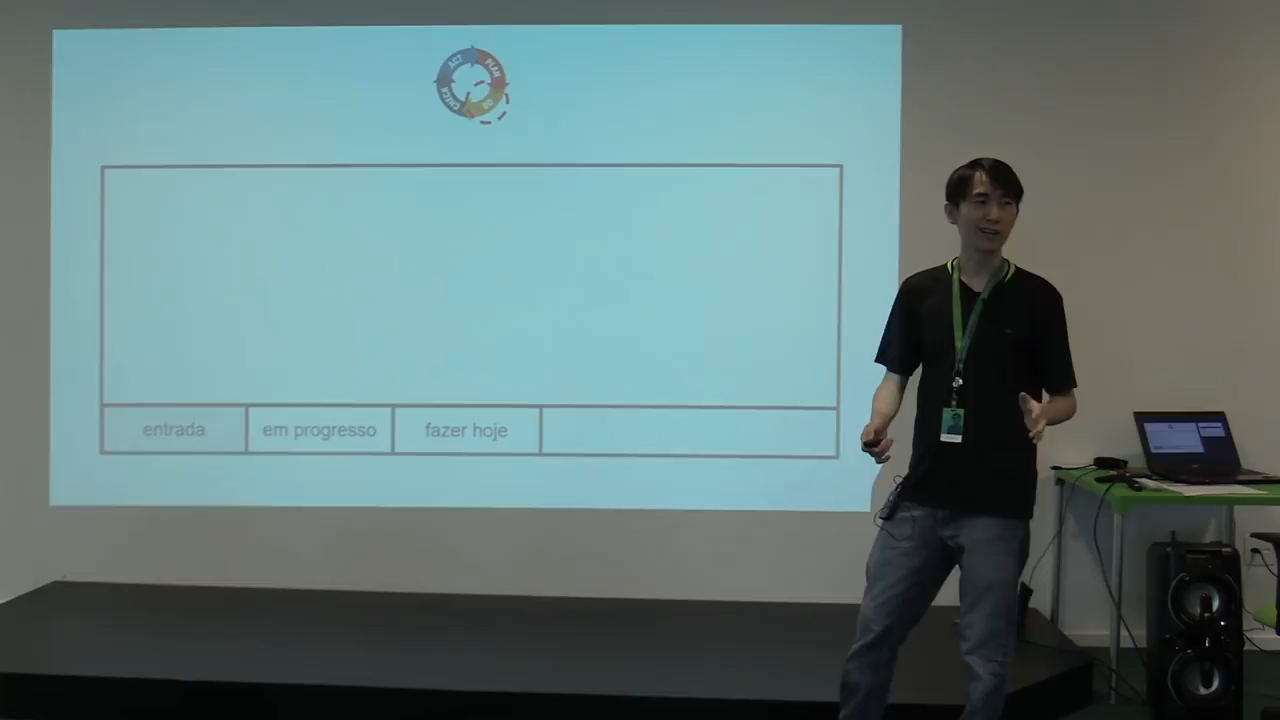 ACT
PLAN
CHECK
DO
entrada
em progresso
fazer hoje